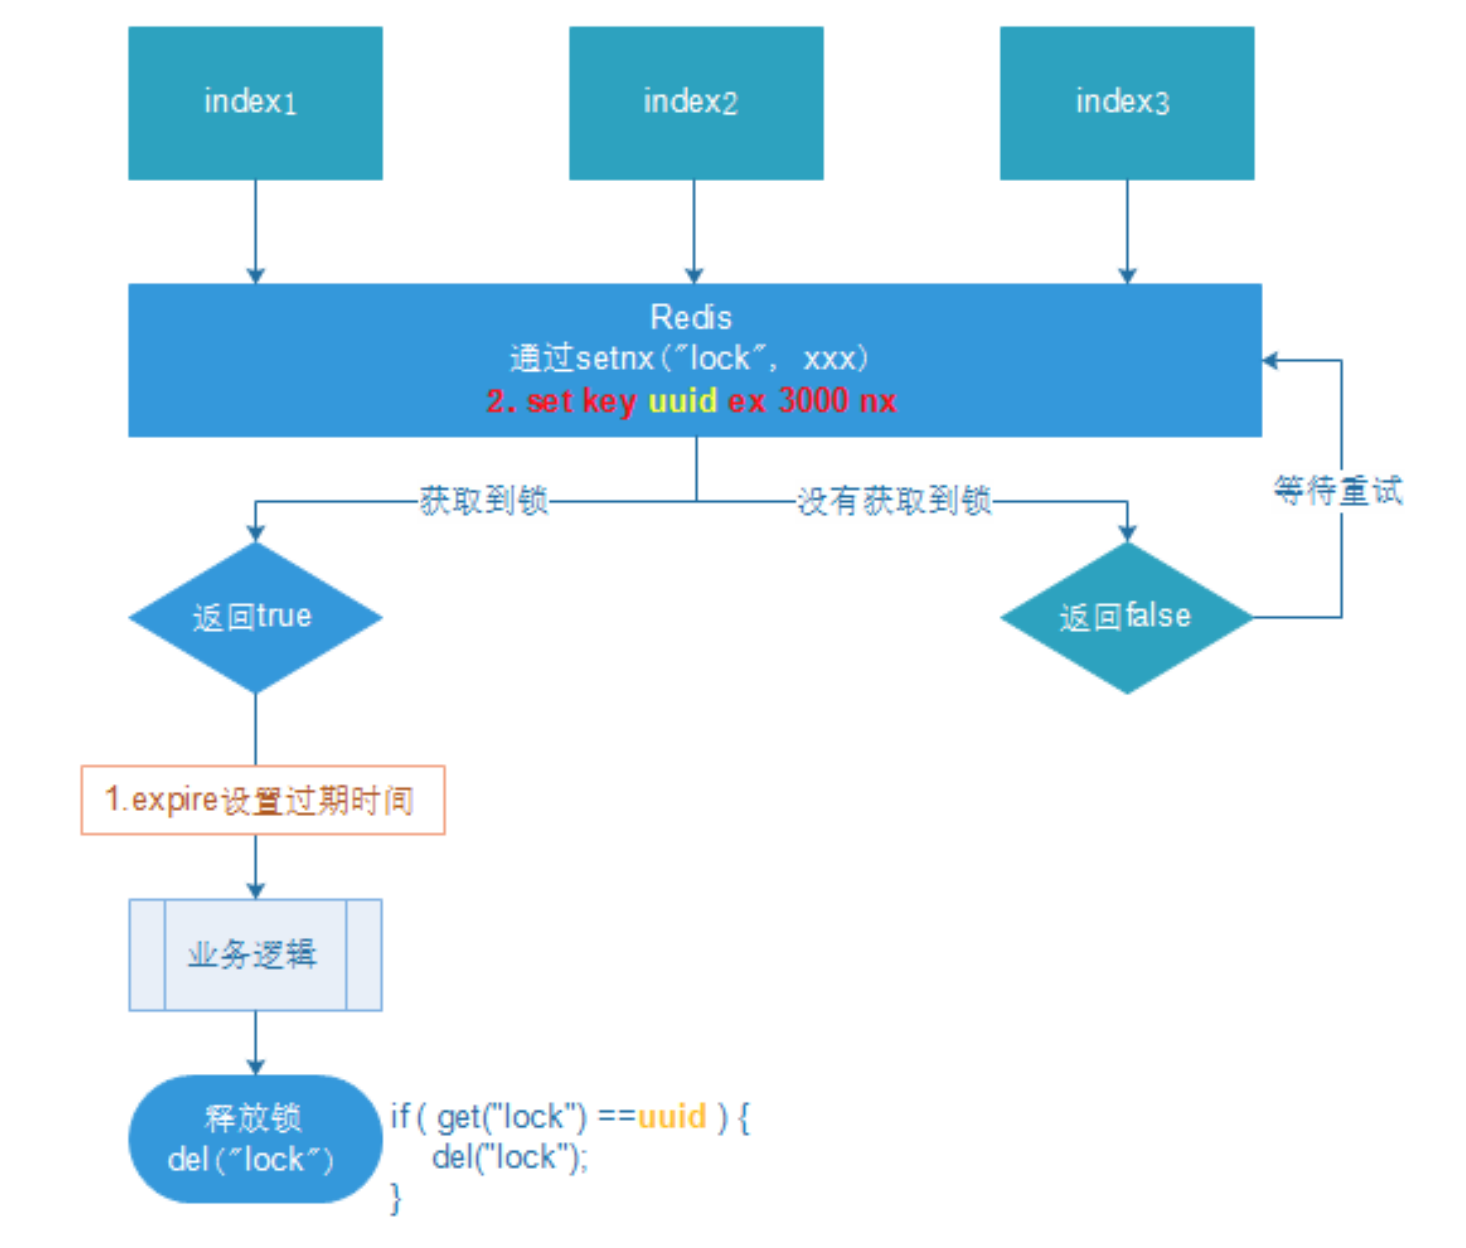 index1
index2
index3
Redis
通过setnx("lock", xxx)
2. set key uuid ex 3000 nx
获取到锁
没有获取到锁
等待重试
返回true
返回false
1.expire设置过期时间
业务逻辑
释放锁
del("lock")
if( get("lock") ==uuid ) {
del("lock");
}